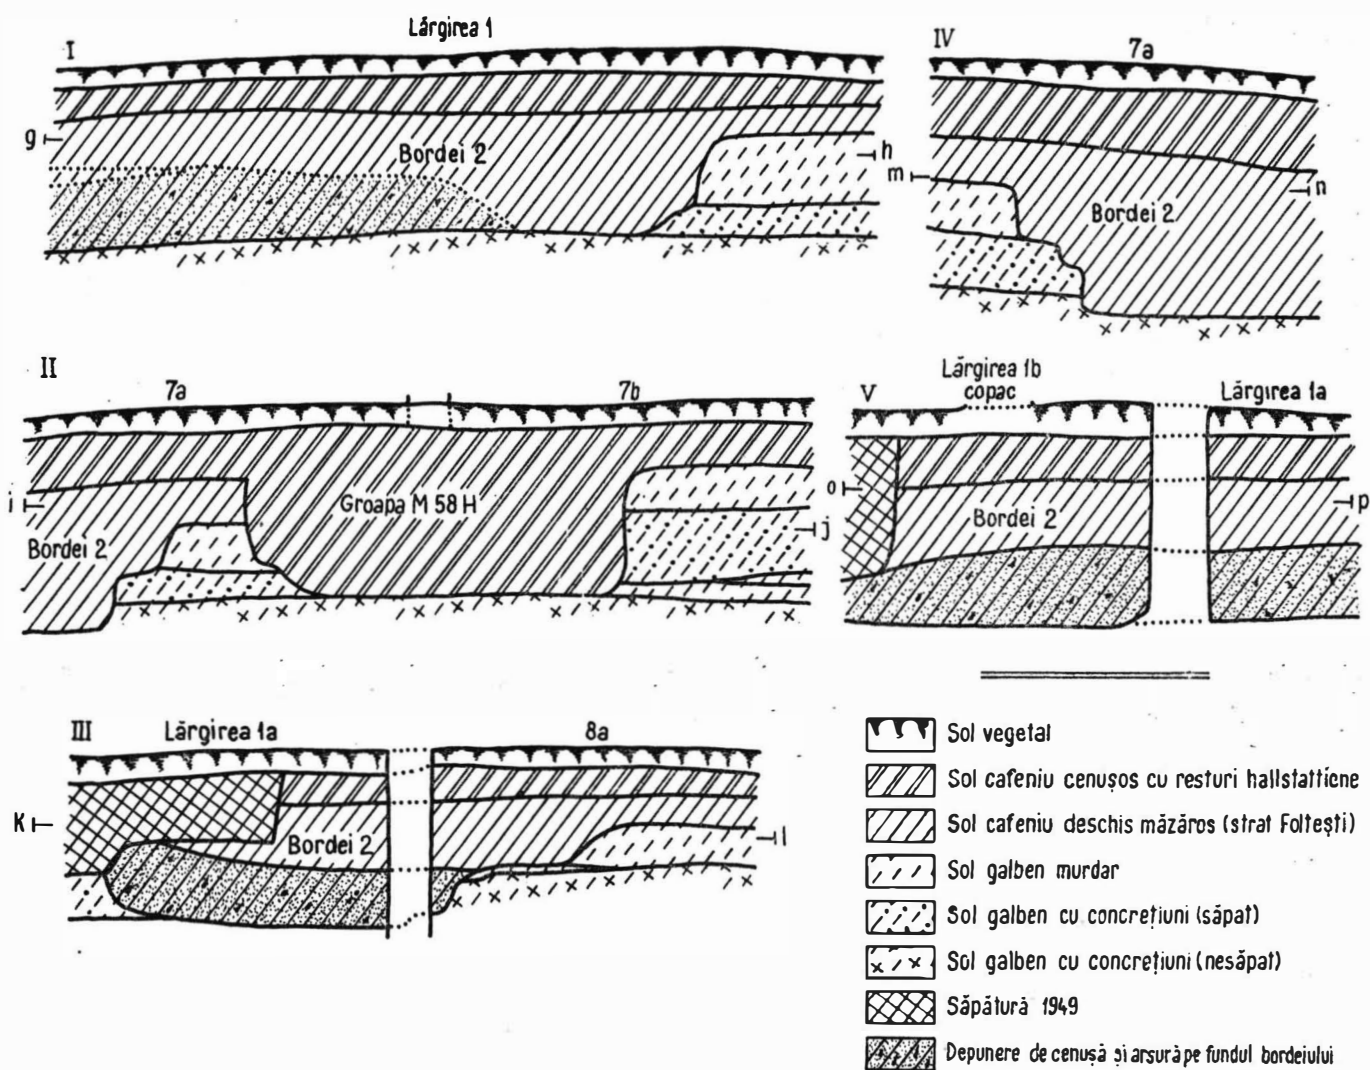 I
Lărgirea 1
g
Bordei 2
h
IV
7a
m
n
Bordei 2
II
7a
7b
i
Groapa M 58 H
j
Bordei 2
V
Lărgirea 1b
copac
Lărgirea 1a
o
Bordei 2
p
III
Lărgirea 1a
8a
K
Bordei 2
l
Sol vegetal
Sol cafeniu cenușos cu resturi hallstattiene
Sol cafeniu deschis măzăros (strat Foltești)
Sol galben murdar
Sol galben cu concrețiuni (săpat)
Sol galben cu concrețiuni (nesăpat)
Săpătură 1949
Depunere de cenușă și arsură pe fundul bordeiului